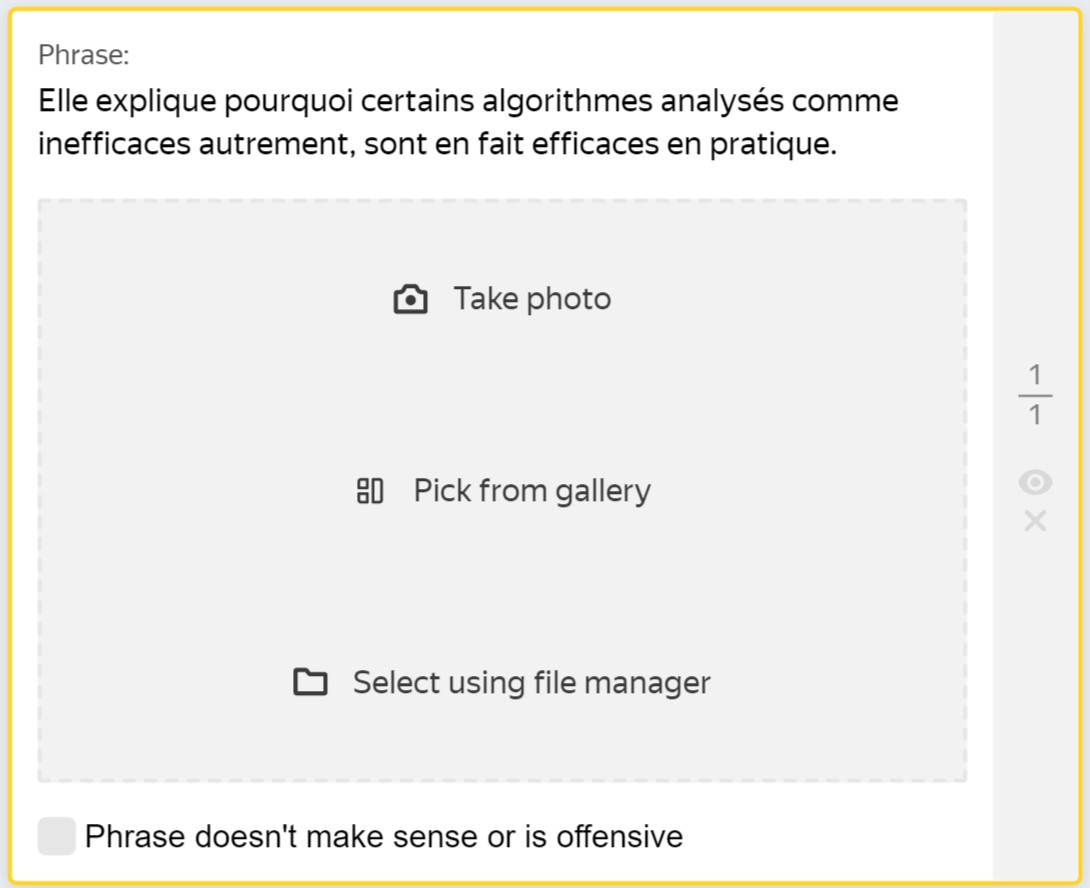 Phrase:
Elle explique pourquoi certains algorithmes analysés comme
inefficaces autrement, sont en fait efficaces en pratique.
Take photo
Pick from gallery
Select using file manager
Phrase doesn't make sense or is offensive
1
1